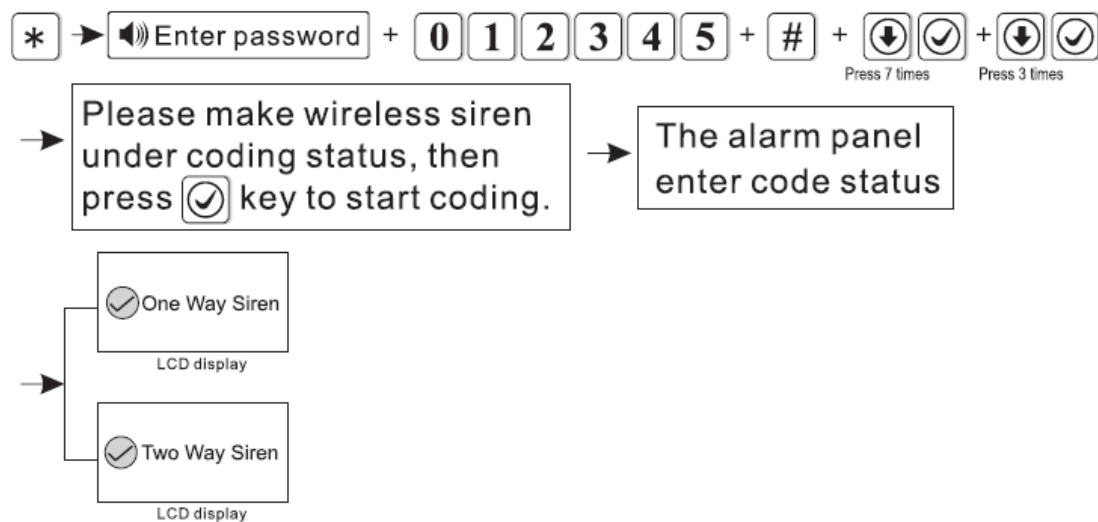 * Enter password + 0 1 2 3 4 5 + # + +
Press 7 times Press 3 times
Please make wireless siren
under coding status, then
press key to start coding.
The alarm panel
enter code status
One Way Siren
LCD display
Two Way Siren
LCD display